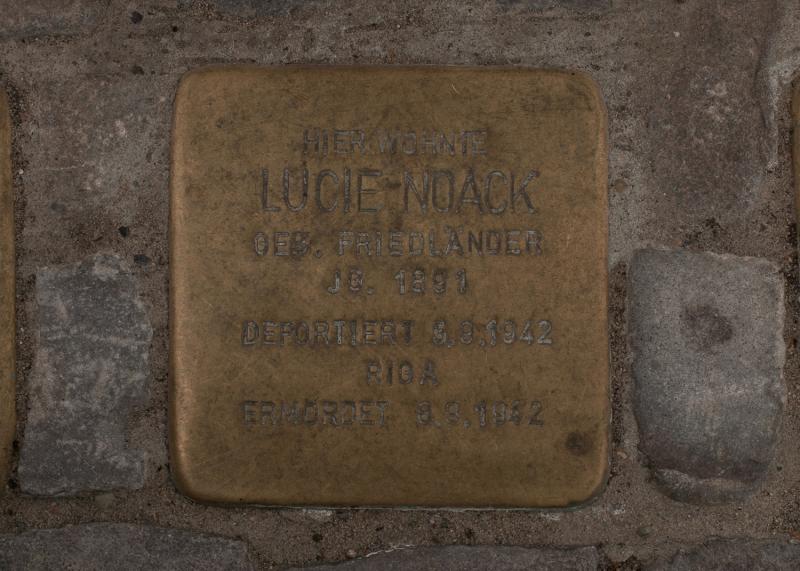 HIER WOHNTE
LUCIE NOACK
GEB. FRIEDLÄNDER
JG. 1891
DEPORTIERT 5.9.1942
RIGA
ERMORDET 8.9.1942